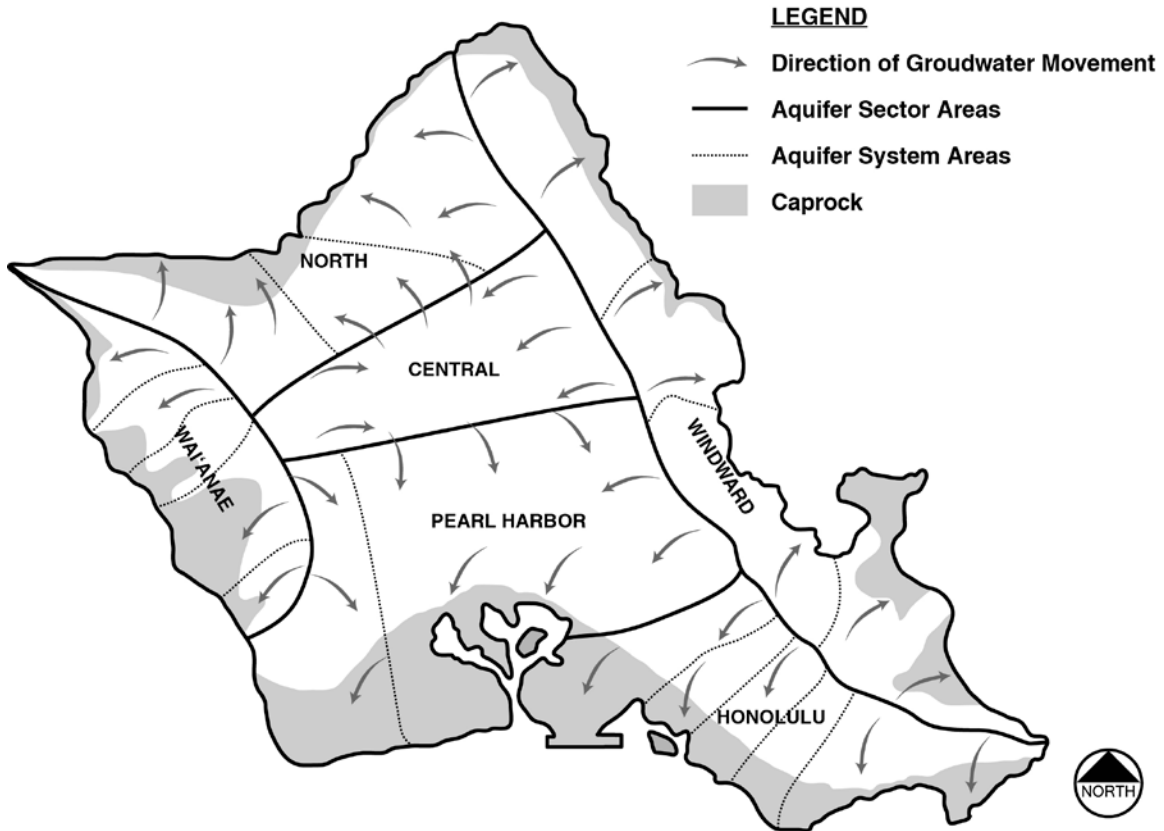 LEGEND
Direction of Groudwater Movement
Aquifer Sector Areas
Aquifer System Areas
Caprock
NORTH
CENTRAL
WAI‘ANAE
WINDWARD
PEARL HARBOR
HONOLULU
NORTH